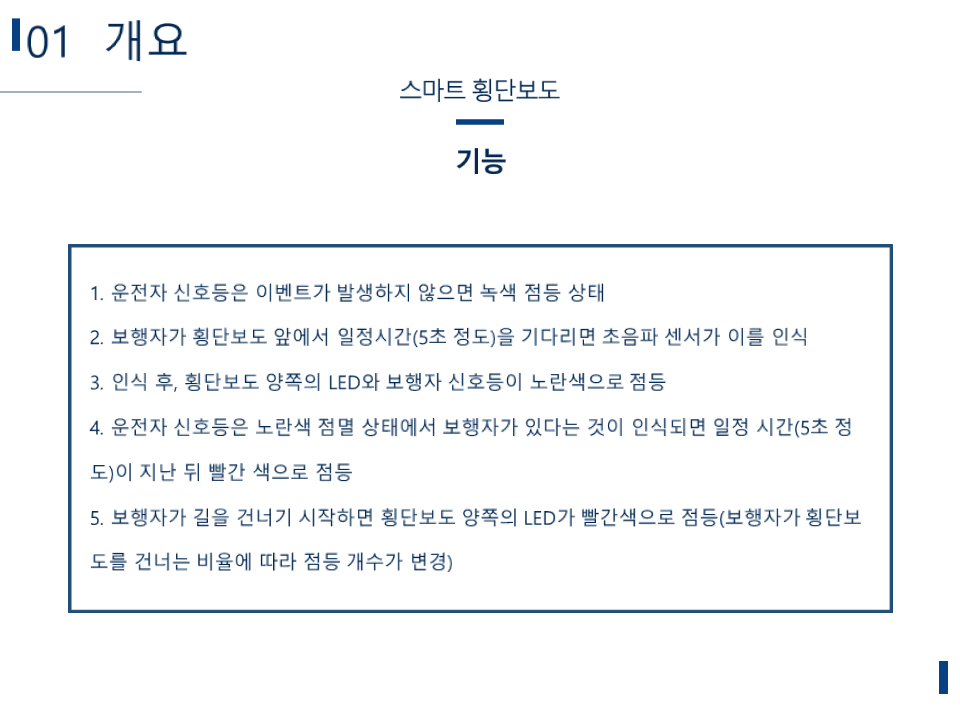 01 개요
스마트 횡단보도
기능
1. 운전자 신호등은 이벤트가 발생하지 않으면 녹색 점등 상태
2. 보행자가 횡단보도 앞에서 일정시간(5초 정도)을 기다리면 초음파 센서가 이를 인식
3. 인식 후, 횡단보도 양쪽의 LED와 보행자 신호등이 노란색으로 점등
4. 운전자 신호등은 노란색 점멸 상태에서 보행자가 있다는 것이 인식되면 일정 시간(5초 정
도)이 지난 뒤 빨간 색으로 점등
5. 보행자가 길을 건너기 시작하면 횡단보도 양쪽의 LED가 빨간색으로 점등(보행자가 횡단보
도를 건너는 비율에 따라 점등 개수가 변경)